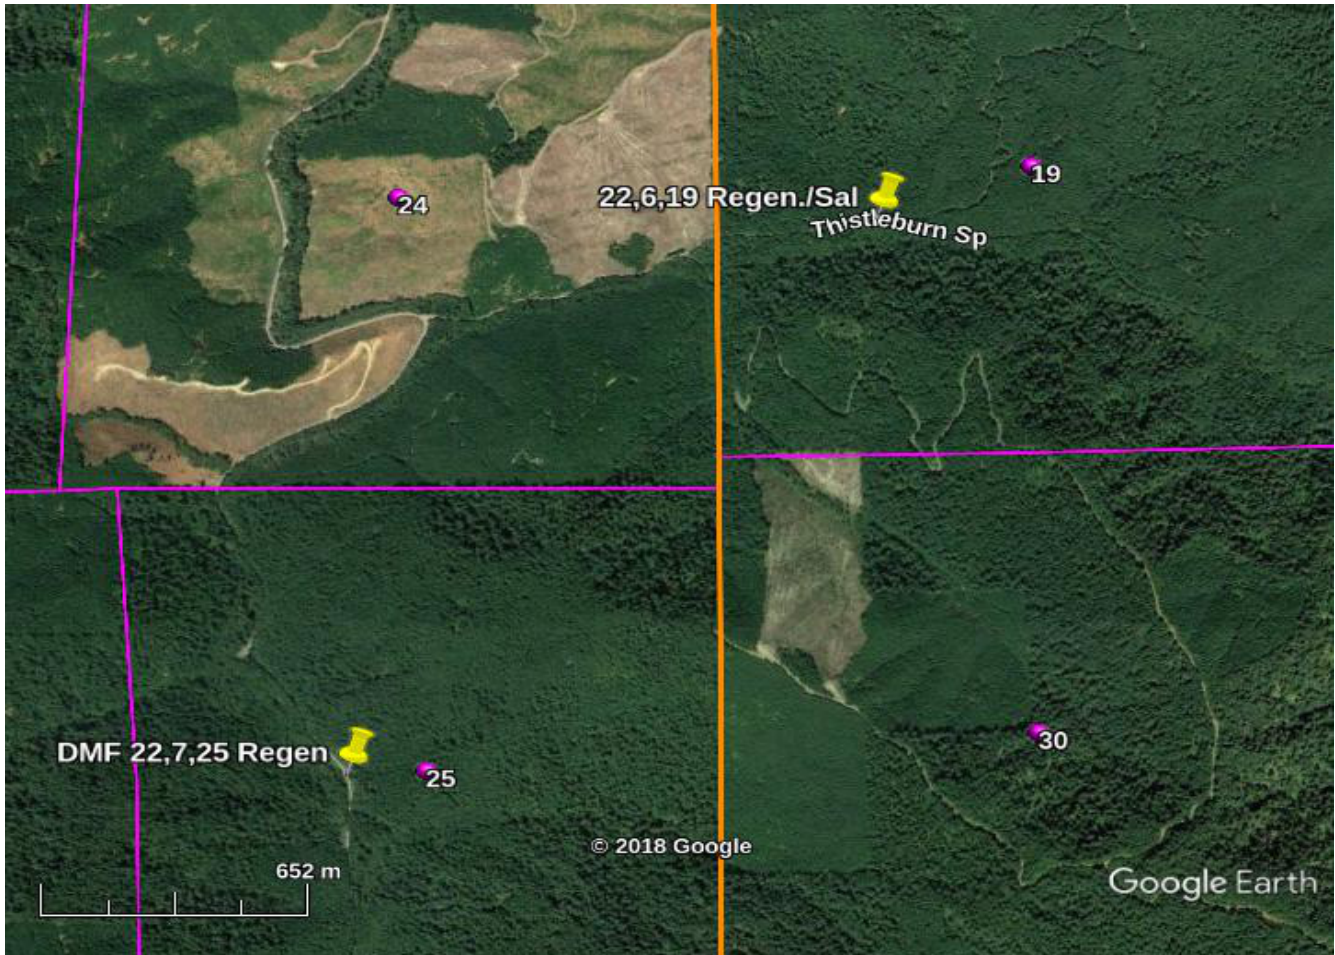 19
22,6,19 Regen./Sal
24
Thistleburn Sp
30
DMF 22,7,25 Regen
25
© 2018 Google
652 m
Google Earth